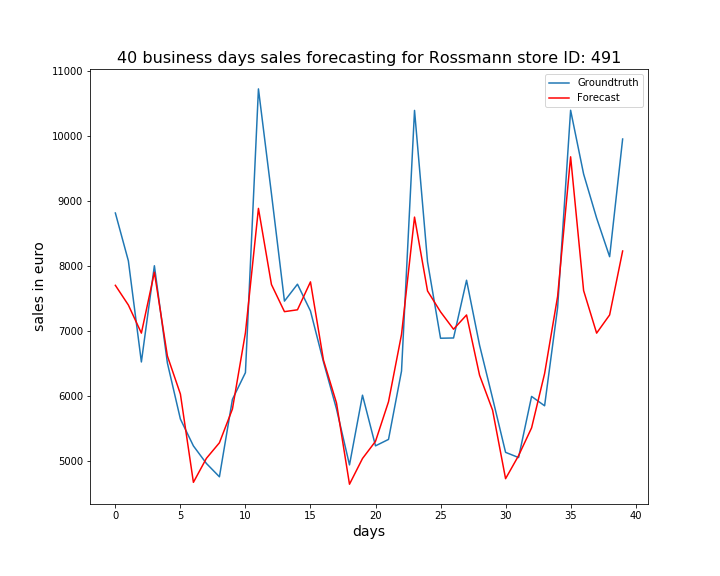 40 business days sales forecasting for Rossmann store ID: 491
Groundtruth
Forecast
sales in euro
11000
10000
9000
8000
7000
6000
5000
0 5 10 15 20 25 30 35 40
days